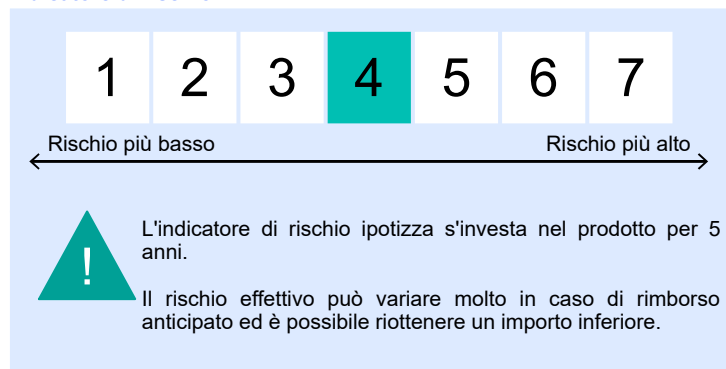 1 2 3 4 5 6 7
Rischio più basso Rischio più alto
! L'indicatore di rischio ipotizza s'investa nel prodotto per 5
anni.
Il rischio effettivo può variare molto in caso di rimborso
anticipato ed è possibile riottenere un importo inferiore.